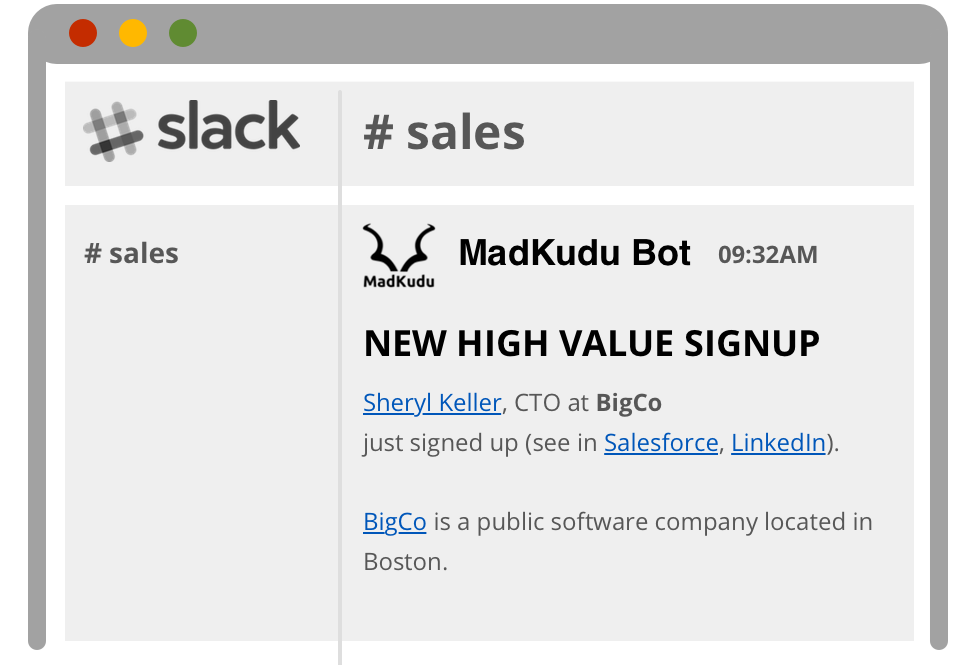 slack
# sales
# sales
MadKudu
MadKudu Bot 09:32AM
NEW HIGH VALUE SIGNUP
Sheryl Keller, CTO at BigCo
just signed up (see in Salesforce, LinkedIn).
BigCo is a public software company located in
Boston.